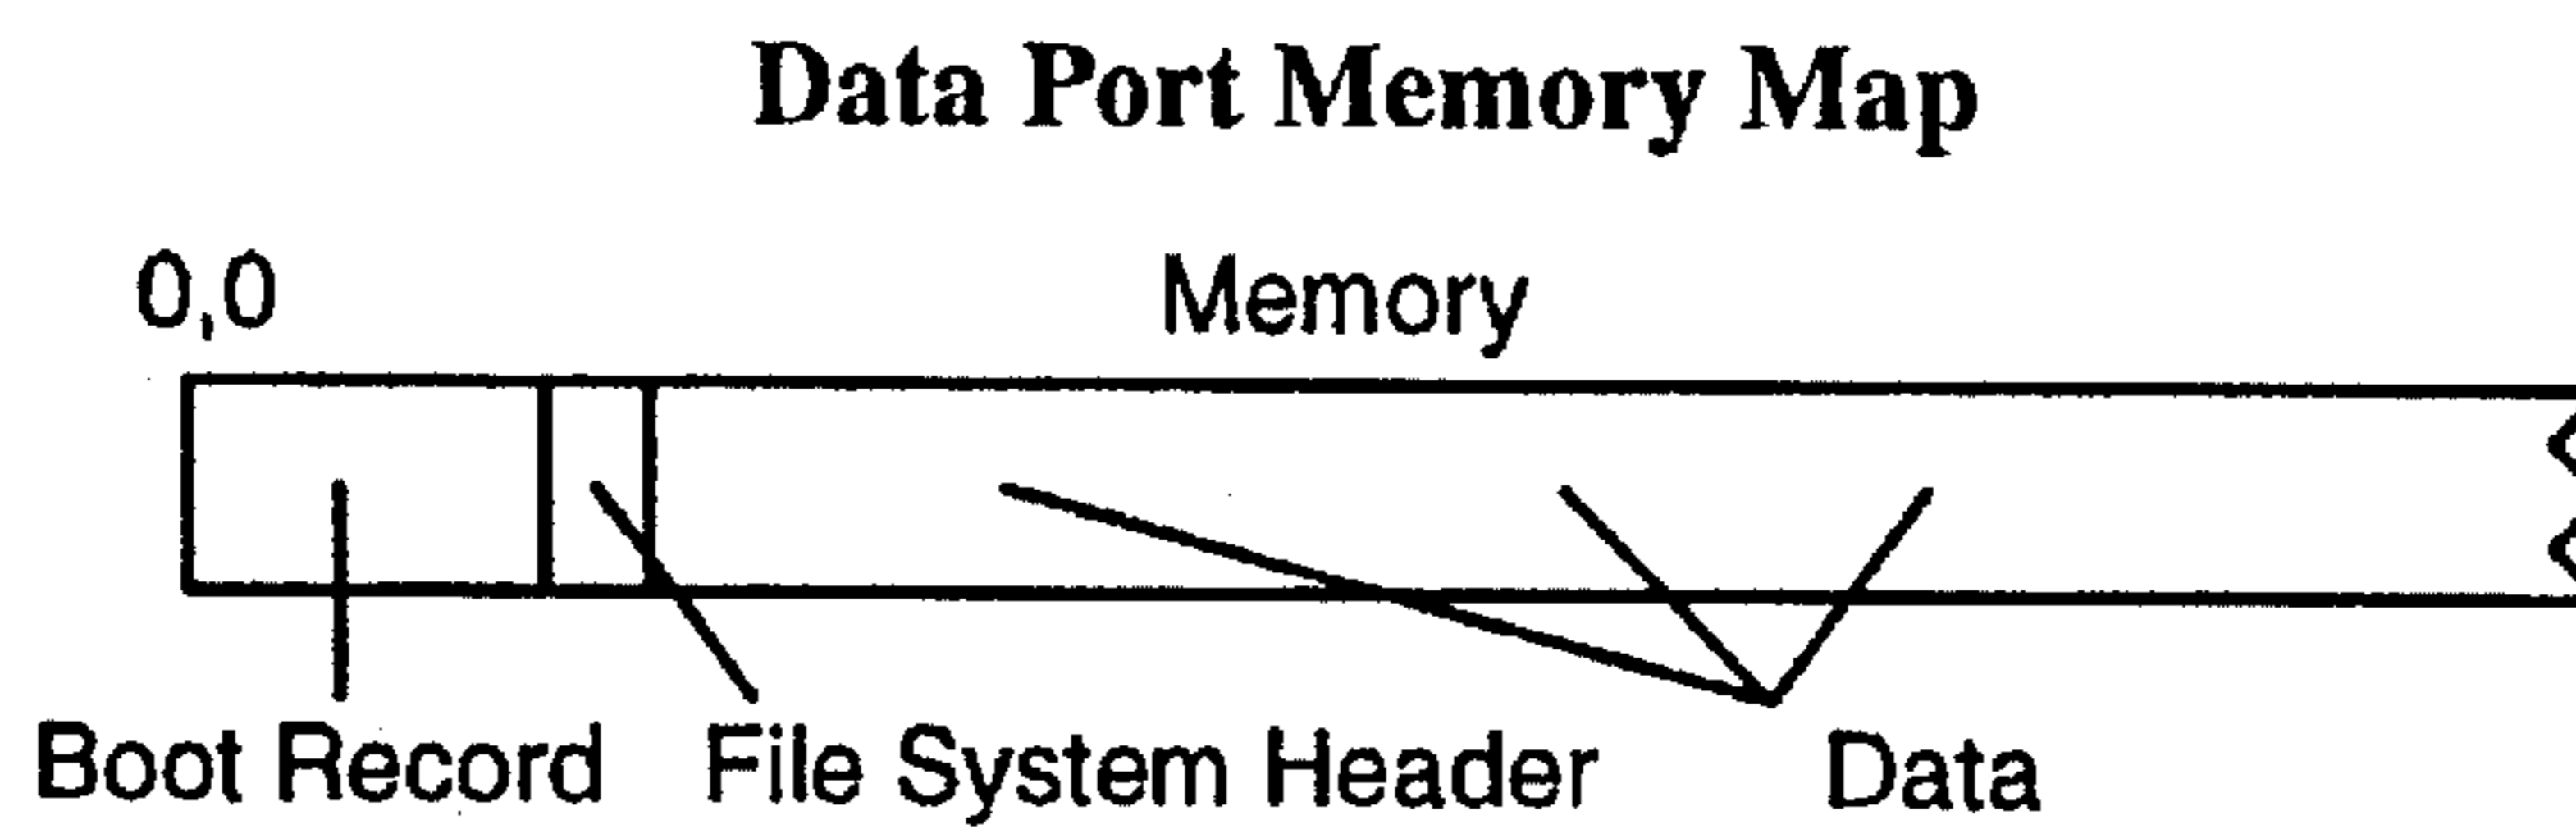 Data Port Memory Map
0,0
Memory
Boot Record
File System Header
Data